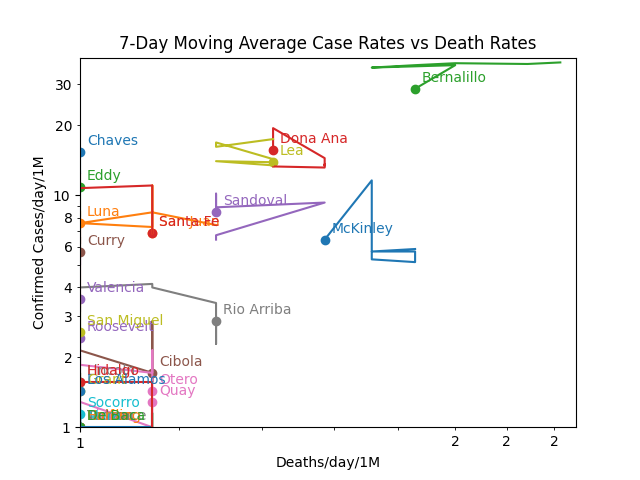 7-Day Moving Average Case Rates vs Death Rates
Confirmed Cases/day/1M
30
20
10
8
6
4
3
2
1
Bernalillo
Chaves
Dona Ana
Lea
Eddy
Sandoval
Luna
Santa Fe
McKinley
Curry
Valencia
Rio Arriba
San Miguel
Roosevelt
Cibola
Hidalgo
Los Alamos
Otero
Quay
Socorro
De Baca
1
2
2
2
Deaths/day/1M